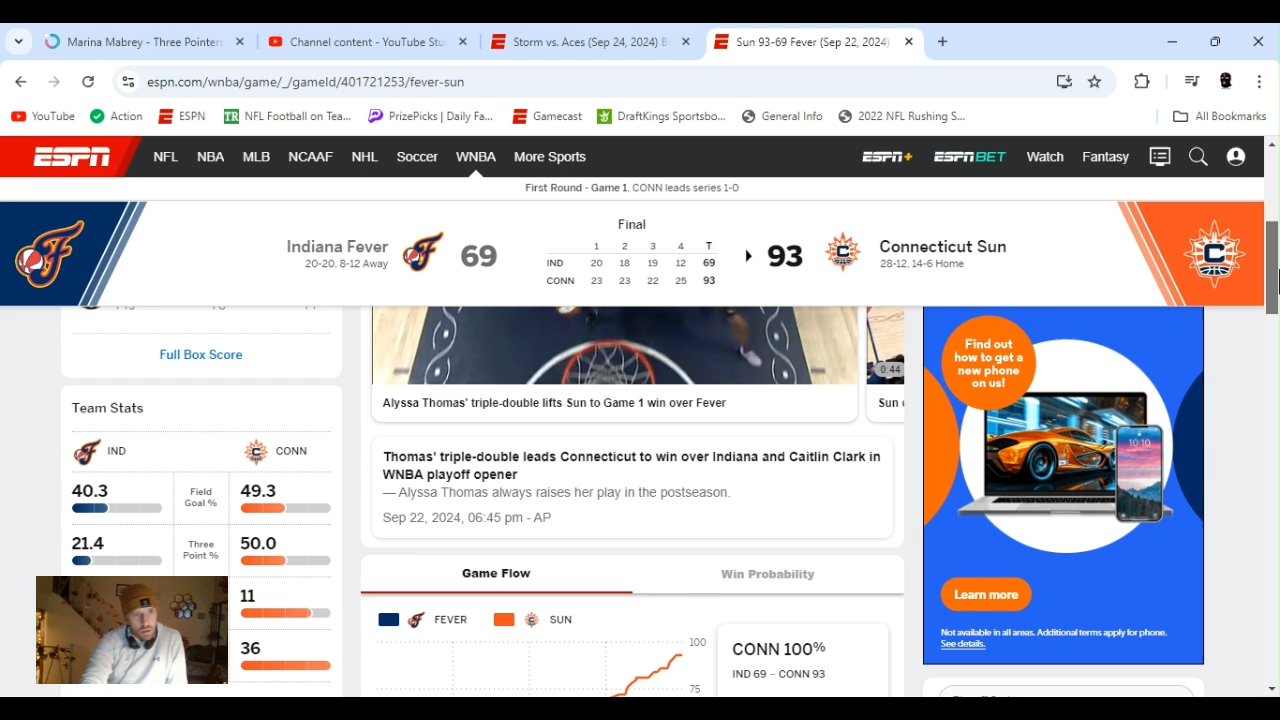 Marina Mabrey - Three Pointers
Channel content - YouTube Stu
Storm vs. Aces (Sep 24, 2024) B
Sun 93-69 Fever (Sep 22, 2024)
espn.com/wnba/game/_/gameId/401721253/fever-sun
YouTube
Action
ESPN
TR NFL Football on Tea...
PrizePicks | Daily Fa...
Gamecast
DraftKings Sportsbo...
General Info
2022 NFL Rushing S...
All Bookmarks
ESPN NFL NBA MLB NCAAF NHL Soccer WNBA More Sports ESPN+ ESPN BET Watch Fantasy
First Round - Game 1, CONN leads series 1-0
Final
Indiana Fever
20-20, 8-12 Away
69
1 2 3 4 T
IND 20 18 19 12 69
CONN 23 23 22 25 93
93
Connecticut Sun
28-12, 14-6 Home
C
Full Box Score
0:44
Alyssa Thomas' triple-double lifts Sun to Game 1 win over Fever
Sun
Team Stats
IND CONN
40.3 Field Goal % 49.3
21.4 Three Point % 50.0
11
36
Thomas' triple-double leads Connecticut to win over Indiana and Caitlin Clark in
WNBA playoff opener
— Alyssa Thomas always raises her play in the postseason.
Sep 22, 2024, 06:45 pm - AP
Game Flow Win Probability
FEVER SUN
100
75
CONN 100%
IND 69 - CONN 93
Find out
how to get a
new phone
on us!
10:10
Learn more
Not available in all areas. Additional terms apply for phone.
See details.